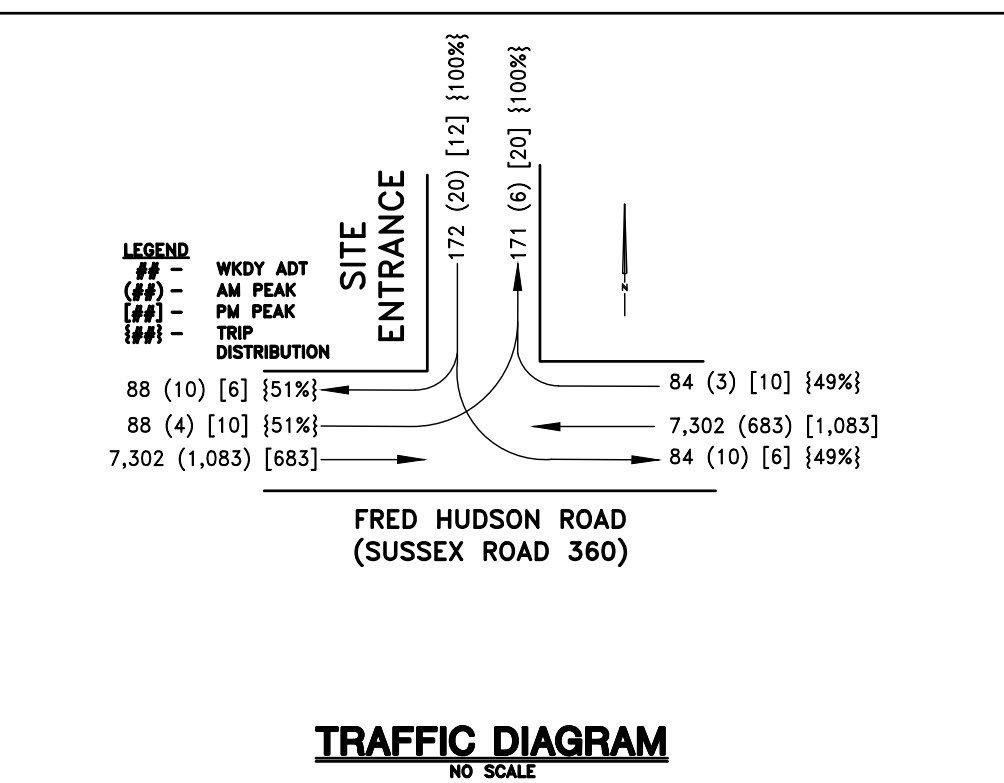 172 (20) [12] {100%}
171 (6) [20] {100%}
SITE
ENTRANCE
N
LEGEND
## - WKDY ADT
(##) - AM PEAK
[##] - PM PEAK
{##} - TRIP
DISTRIBUTION
88 (10) [6] {51%}
84 (3) [10] {49%}
88 (4) [10] {51%}
7,302 (683) [1,083]
7,302 (1,083) [683]
84 (10) [6] {49%}
FRED HUDSON ROAD
(SUSSEX ROAD 360)
TRAFFIC DIAGRAM
NO SCALE